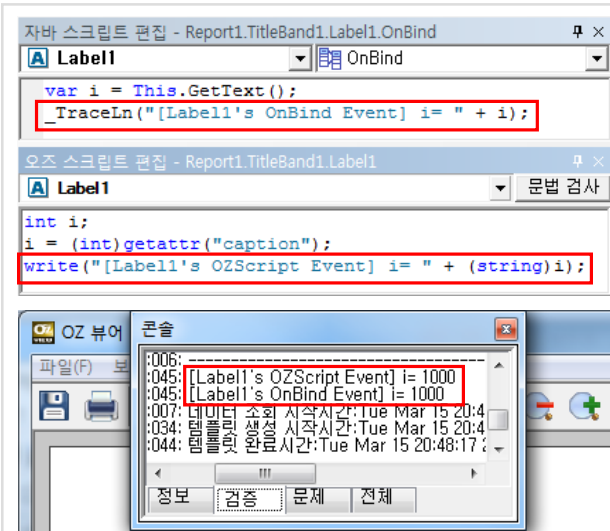 자바 스크립트 편집 - Report1.TitleBand1.Label1.OnBind
A Label1 OnBind
var i = This.GetText();
_TraceLn("[Label1's OnBind Event] i= " + i);
오즈 스크립트 편집 - Report1.TitleBand1.Label1
A Label1 문법 검사
int i;
i = (int)getattr("caption");
write("[Label1's OZScript Event] i= " + (string)i);
OZ 뷰어 콘솔
파일(F) 보
:006: ----------------------------------------
:045: [Label1's OZScript Event] i= 1000
:045: [Label1's OnBind Event] i= 1000
:007: 데이터 조회 시작시간:Tue Mar 15 20:4
:034: 템플릿 생성 시작시간:Tue Mar 15 20:4
:044: 템플릿 완료시간:Tue Mar 15 20:48:17
정보 검증 문제 전체